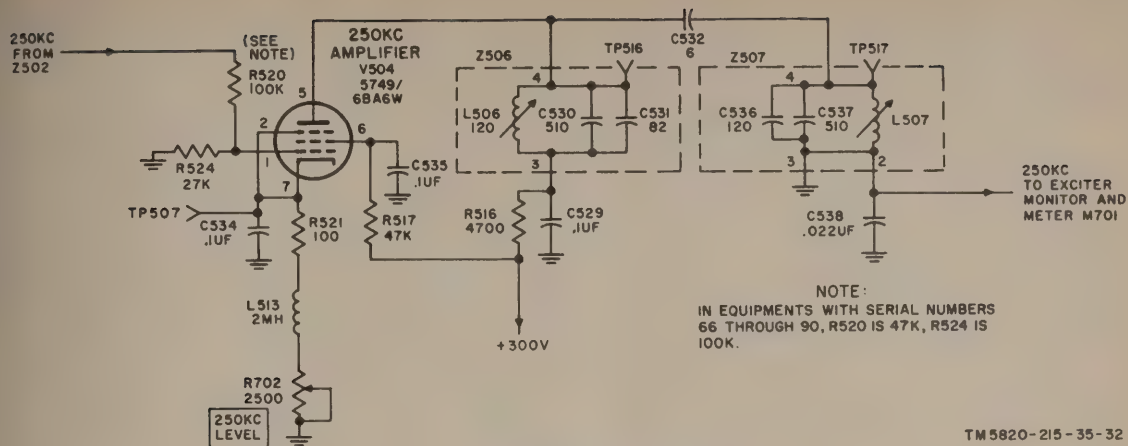 250KC
FROM
Z502
(SEE
NOTE)
R520
100K
250KC
AMPLIFIER
V504
5749/
6BA6W
5
2
1
6
7
R524
27K
TP507
C534
.1UF
R521
100
L513
2MH
R702
2500
250KC
LEVEL
R517
47K
C535
.1UF
Z506
4
TP516
L506
120
C530
510
C531
82
3
R516
4700
C529
.1UF
+300V
C532
6
Z507
4
TP517
C536
120
C537
510
L507
3
2
C538
.022UF
250KC
TO EXCITER
MONITOR AND
METER M701
NOTE:
IN EQUIPMENTS WITH SERIAL NUMBERS
66 THROUGH 90, R520 IS 47K, R524 IS
100K.
TM5820-215-35-32